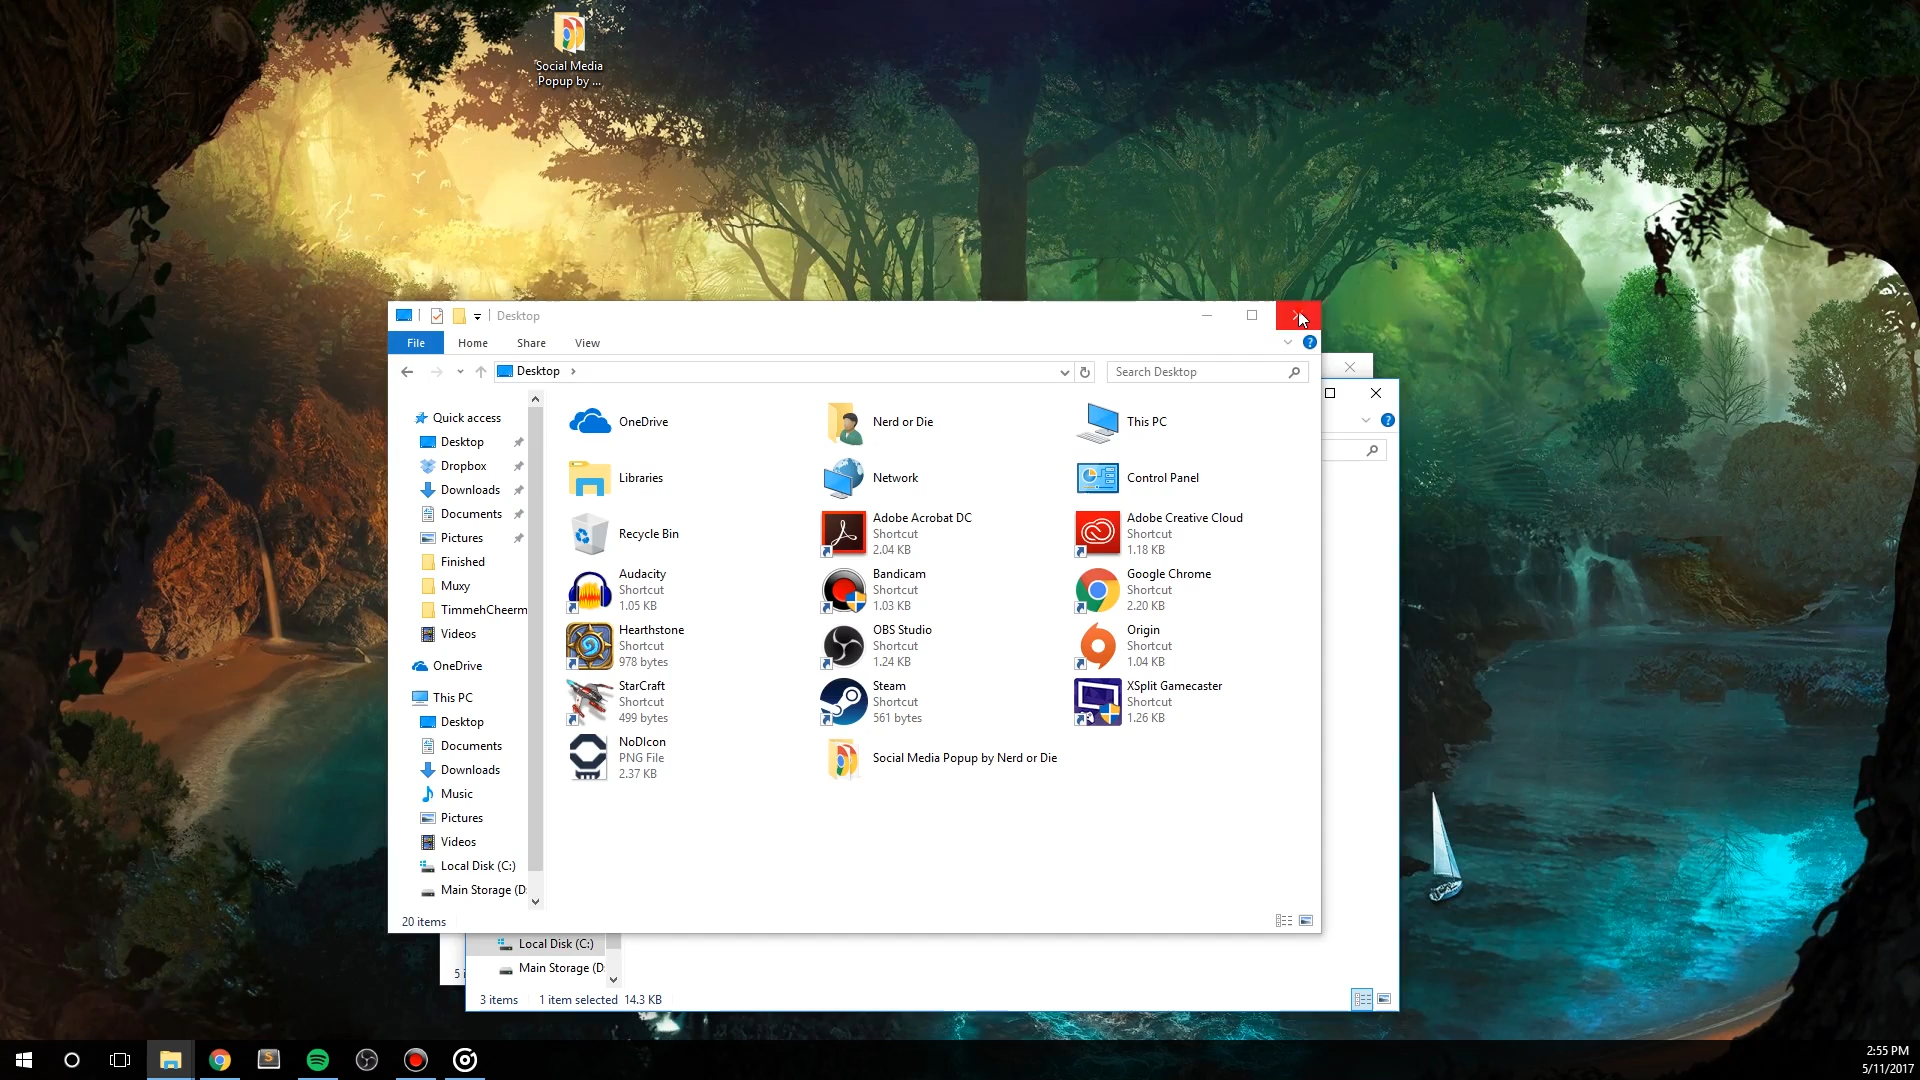 Social Media
Popup by ...
Desktop
File
Home
Share
View
Desktop
Search Desktop
Quick access
Desktop
Dropbox
Downloads
Documents
Pictures
Finished
Muxy
TimmehCheerm
Videos
OneDrive
This PC
Desktop
Documents
Downloads
Music
Pictures
Videos
Local Disk (C:)
Main Storage (D:
OneDrive
Nerd or Die
This PC
Libraries
Network
Control Panel
Recycle Bin
Adobe Acrobat DC
Shortcut
2.04 KB
Adobe Creative Cloud
Shortcut
1.18 KB
Audacity
Shortcut
1.05 KB
Bandicam
Shortcut
1.03 KB
Google Chrome
Shortcut
2.20 KB
Hearthstone
Shortcut
978 bytes
OBS Studio
Shortcut
1.24 KB
Origin
Shortcut
1.04 KB
StarCraft
Shortcut
499 bytes
Steam
Shortcut
561 bytes
XSplit Gamecaster
Shortcut
1.26 KB
NoDIcon
PNG File
2.37 KB
Social Media Popup by Nerd or Die
20 items
Local Disk (C:)
Main Storage (D:
5 i
3 items
1 item selected 14.3 KB
2:55 PM
5/11/2017